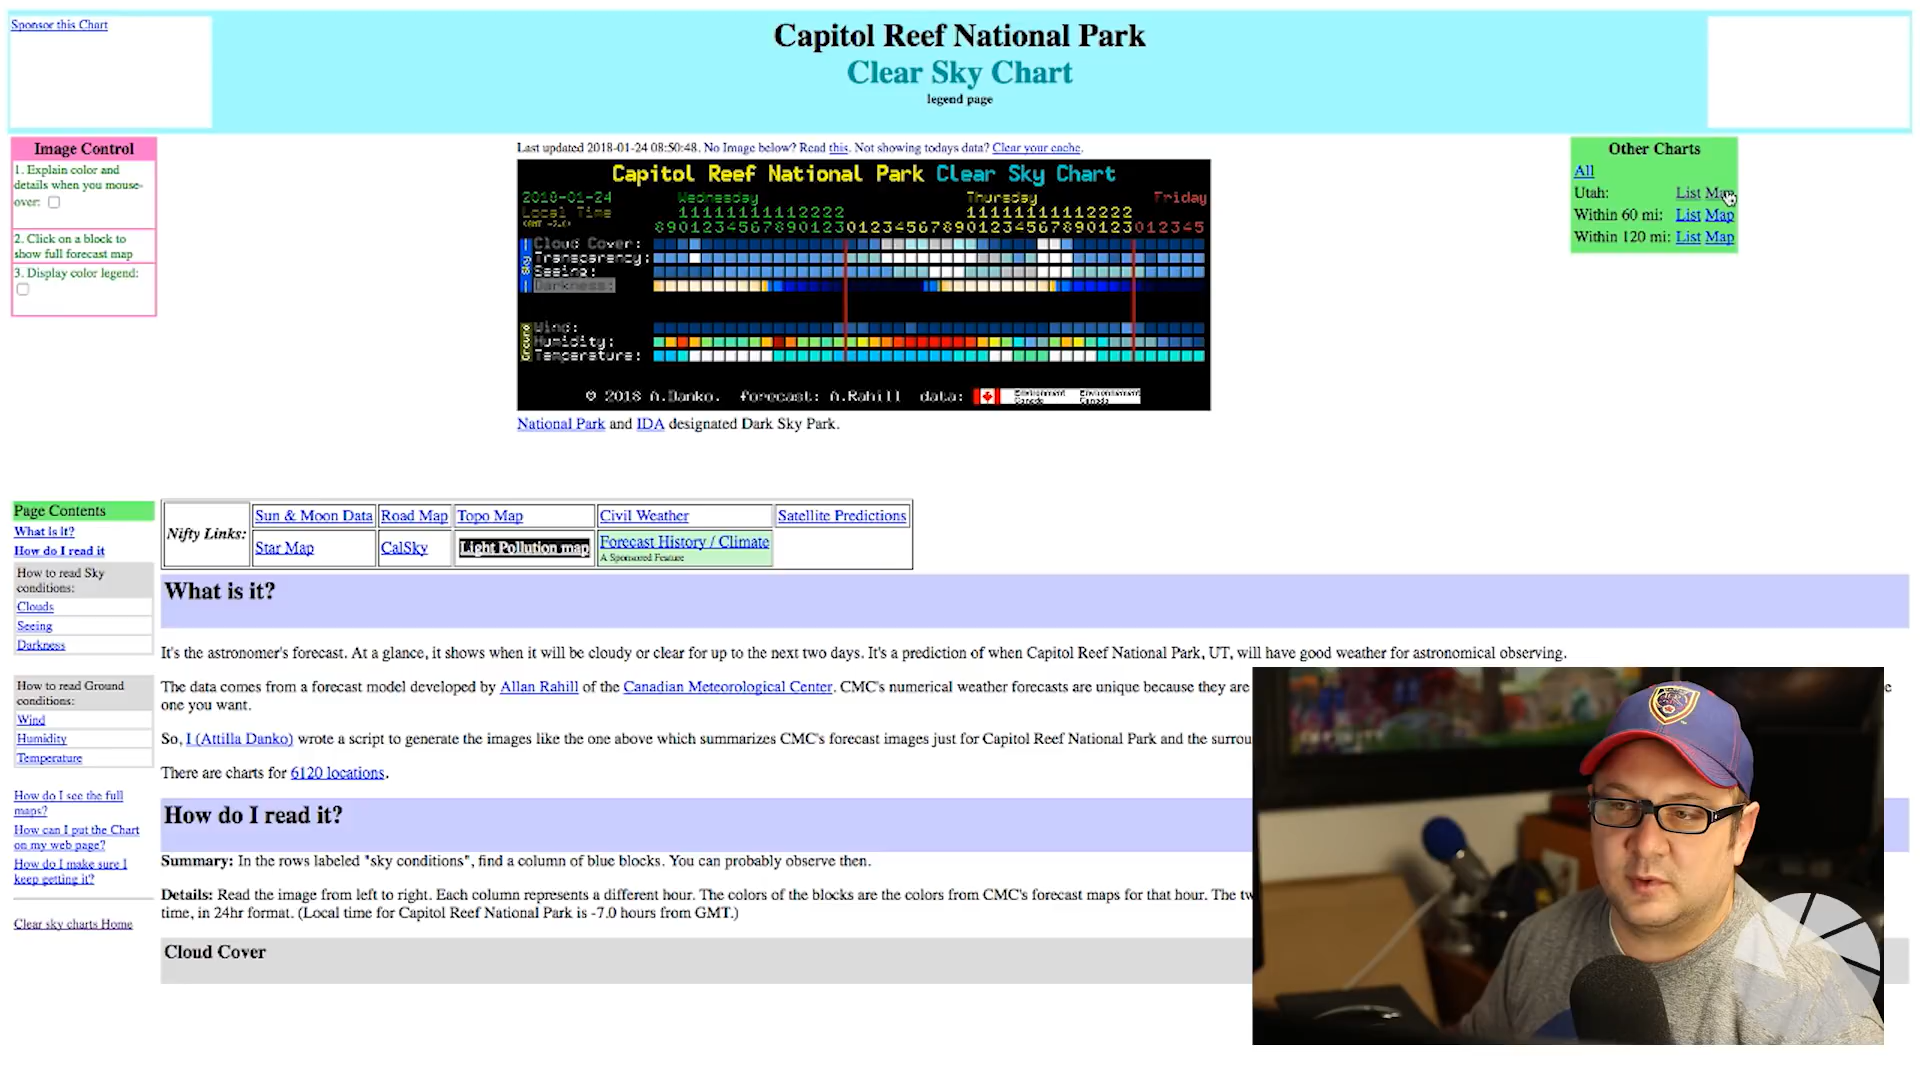 Sponsor this Chart
Capitol Reef National Park
Clear Sky Chart
legend page
Image Control
1. Explain color and
details when you mouse-
over:
2. Click on a block to
show full forecast map
3. Display color legend:
Last updated 2018-01-24 08:50:48. No Image below? Read this. Not showing todays data? Clear your cache.
Capitol Reef National Park Clear Sky Chart
2018-01-24 Wednesday Thursday Friday
Local Time 11111111112222 11111111112222
8901234567890123012345678901234567890123012345
Sky
Cloud Cover:
Transparency:
Seeing:
Darkness:
Ground
Wind:
Humidity:
Temperature:
© 2018 A.Danko. forecast: A.Rahill data: Environment Canada Environnement Canada
National Park and IDA designated Dark Sky Park.
Other Charts
All
Utah: List Map
Within 60 mi: List Map
Within 120 mi: List Map
Page Contents
What is it?
How do I read it
How to read Sky
conditions:
Clouds
Seeing
Darkness
How to read Ground
conditions:
Wind
Humidity
Temperature
How do I see the full
maps?
How can I put the Chart
on my web page?
How do I make sure I
keep getting it?
Clear sky charts Home
Nifty Links: Sun & Moon Data Road Map Topo Map Civil Weather Satellite Predictions
Star Map CalSky Light Pollution map Forecast History / Climate
A Sponsored Feature
What is it?
It's the astronomer's forecast. At a glance, it shows when it will be cloudy or clear for up to the next two days. It's a prediction of when Capitol Reef National Park, UT, will have good weather for astronomical observing.
The data comes from a forecast model developed by Allan Rahill of the Canadian Meteorological Center. CMC's numerical weather forecasts are unique because they are
one you want.
So, I (Attilla Danko) wrote a script to generate the images like the one above which summarizes CMC's forecast images just for Capitol Reef National Park and the surrou
There are charts for 6120 locations.
How do I read it?
Summary: In the rows labeled "sky conditions", find a column of blue blocks. You can probably observe then.
Details: Read the image from left to right. Each column represents a different hour. The colors of the blocks are the colors from CMC's forecast maps for that hour. The tw
time, in 24hr format. (Local time for Capitol Reef National Park is -7.0 hours from GMT.)
Cloud Cover